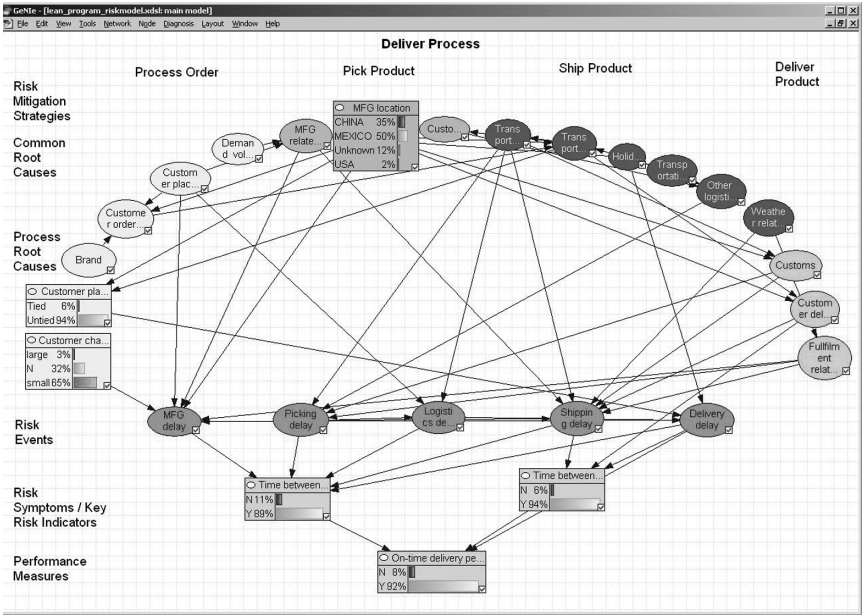 GeNIe - [lean_program_riskmodel.xdsl: main model]
File Edit View Tools Network Node Diagnosis Layout Window Help
Deliver Process
Process Order
Pick Product
Ship Product
Deliver
Product
Risk
Mitigation
Strategies
Common
Root
Causes
Process
Root
Causes
Risk
Events
Risk
Symptoms / Key
Risk Indicators
Performance
Measures
MFG
relate...
MFG location
CHINA 35%
MEXICO 50%
Unknown 12%
USA 2%
Custo...
Trans
port...
Trans
port...
Holid...
Transp
ortati...
Other
logisti...
Weathe
r relat...
Deman
d vol...
Custom
er plac...
Custome
r order...
Brand
Customs
Custom
er del...
Fullfilm
ent
relat...
Customer pla...
Tied 6%
Untied 94%
Customer cha...
large 3%
N 32%
small 65%
MFG
delay
Picking
delay
Logisti
cs de...
Shippin
g delay
Delivery
delay
Time between...
N 11%
Y 89%
Time between...
N 6%
Y 94%
On-time delivery pe...
N 8%
Y 92%